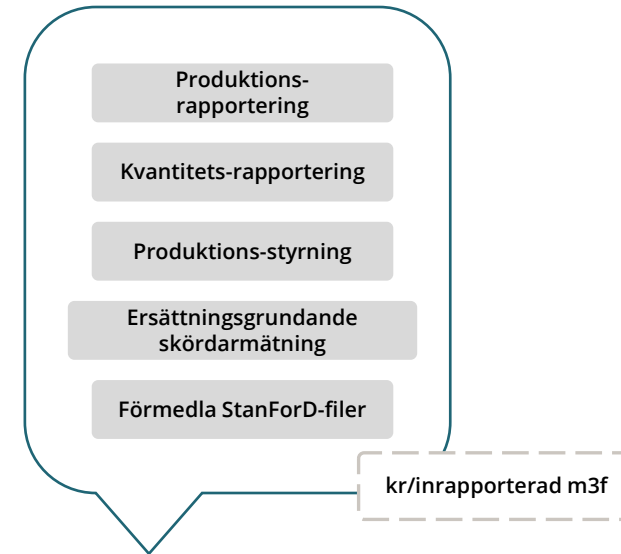 Produktions-
rapportering
Kvantitets-rapportering
Produktions-styrning
Ersättningsgrundande
skördarmätning
Förmedla StanForD-filer
kr/inrapporterad m3f